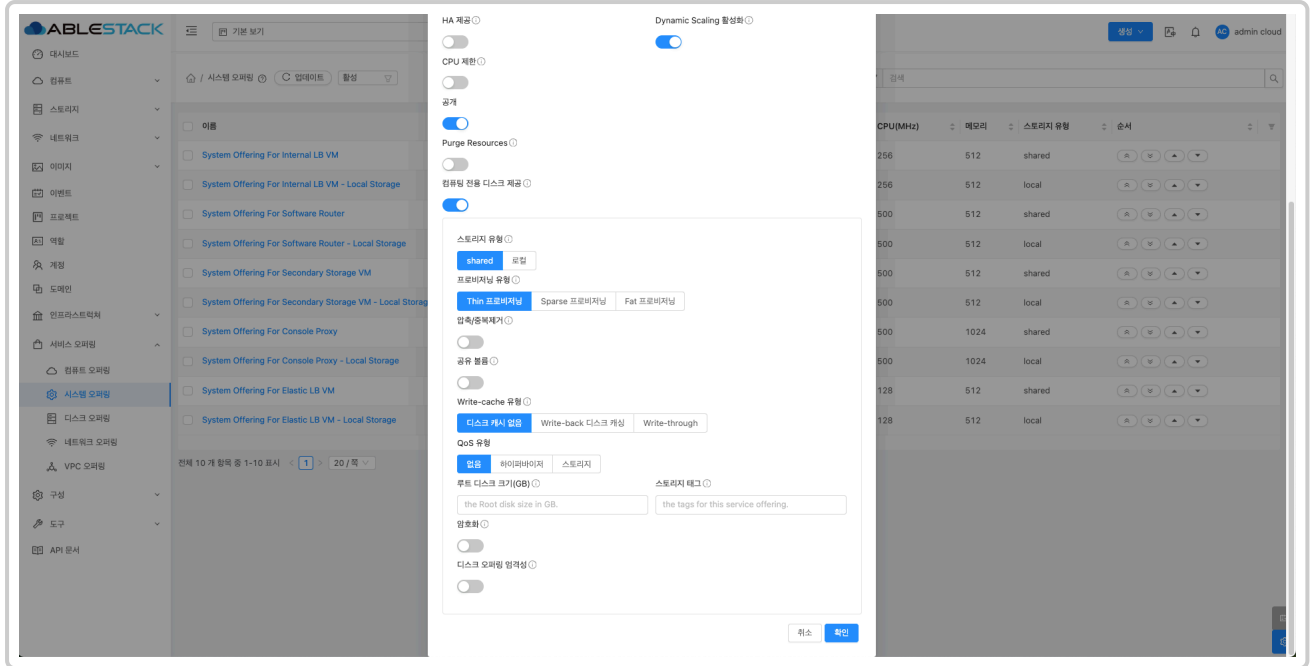 ABLESTACK
기본 보기
생성
AC
admin cloud
대시보드
컴퓨트
스토리지
네트워크
이미지
이벤트
프로젝트
역할
계정
도메인
인프라스트럭쳐
서비스 오퍼링
컴퓨트 오퍼링
시스템 오퍼링
디스크 오퍼링
네트워크 오퍼링
VPC 오퍼링
구성
도구
API 문서
/ 시스템 오퍼링
업데이트
활성
검색
이름
CPU(MHz)
메모리
스토리지 유형
순서
System Offering For Internal LB VM
256
512
shared
System Offering For Internal LB VM - Local Storage
256
512
local
System Offering For Software Router
500
512
shared
System Offering For Software Router - Local Storage
500
512
local
System Offering For Secondary Storage VM
500
512
shared
System Offering For Secondary Storage VM - Local Storag
500
512
local
System Offering For Console Proxy
500
1024
shared
System Offering For Console Proxy - Local Storage
500
1024
local
System Offering For Elastic LB VM
128
512
shared
System Offering For Elastic LB VM - Local Storage
128
512
local
전체 10 개 항목 중 1-10 표시
1
20 / 쪽
HA 제공
Dynamic Scaling 활성화
CPU 제한
공개
Purge Resources
컴퓨팅 전용 디스크 제공
스토리지 유형
shared
로컬
프로비저닝 유형
Thin 프로비저닝
Sparse 프로비저닝
Fat 프로비저닝
압축/중복제거
공유 볼륨
Write-cache 유형
디스크 캐시 없음
Write-back 디스크 캐싱
Write-through
QoS 유형
없음
하이퍼바이저
스토리지
루트 디스크 크기(GB)
스토리지 태그
the Root disk size in GB.
the tags for this service offering.
암호화
디스크 오퍼링 엄격성
취소
확인